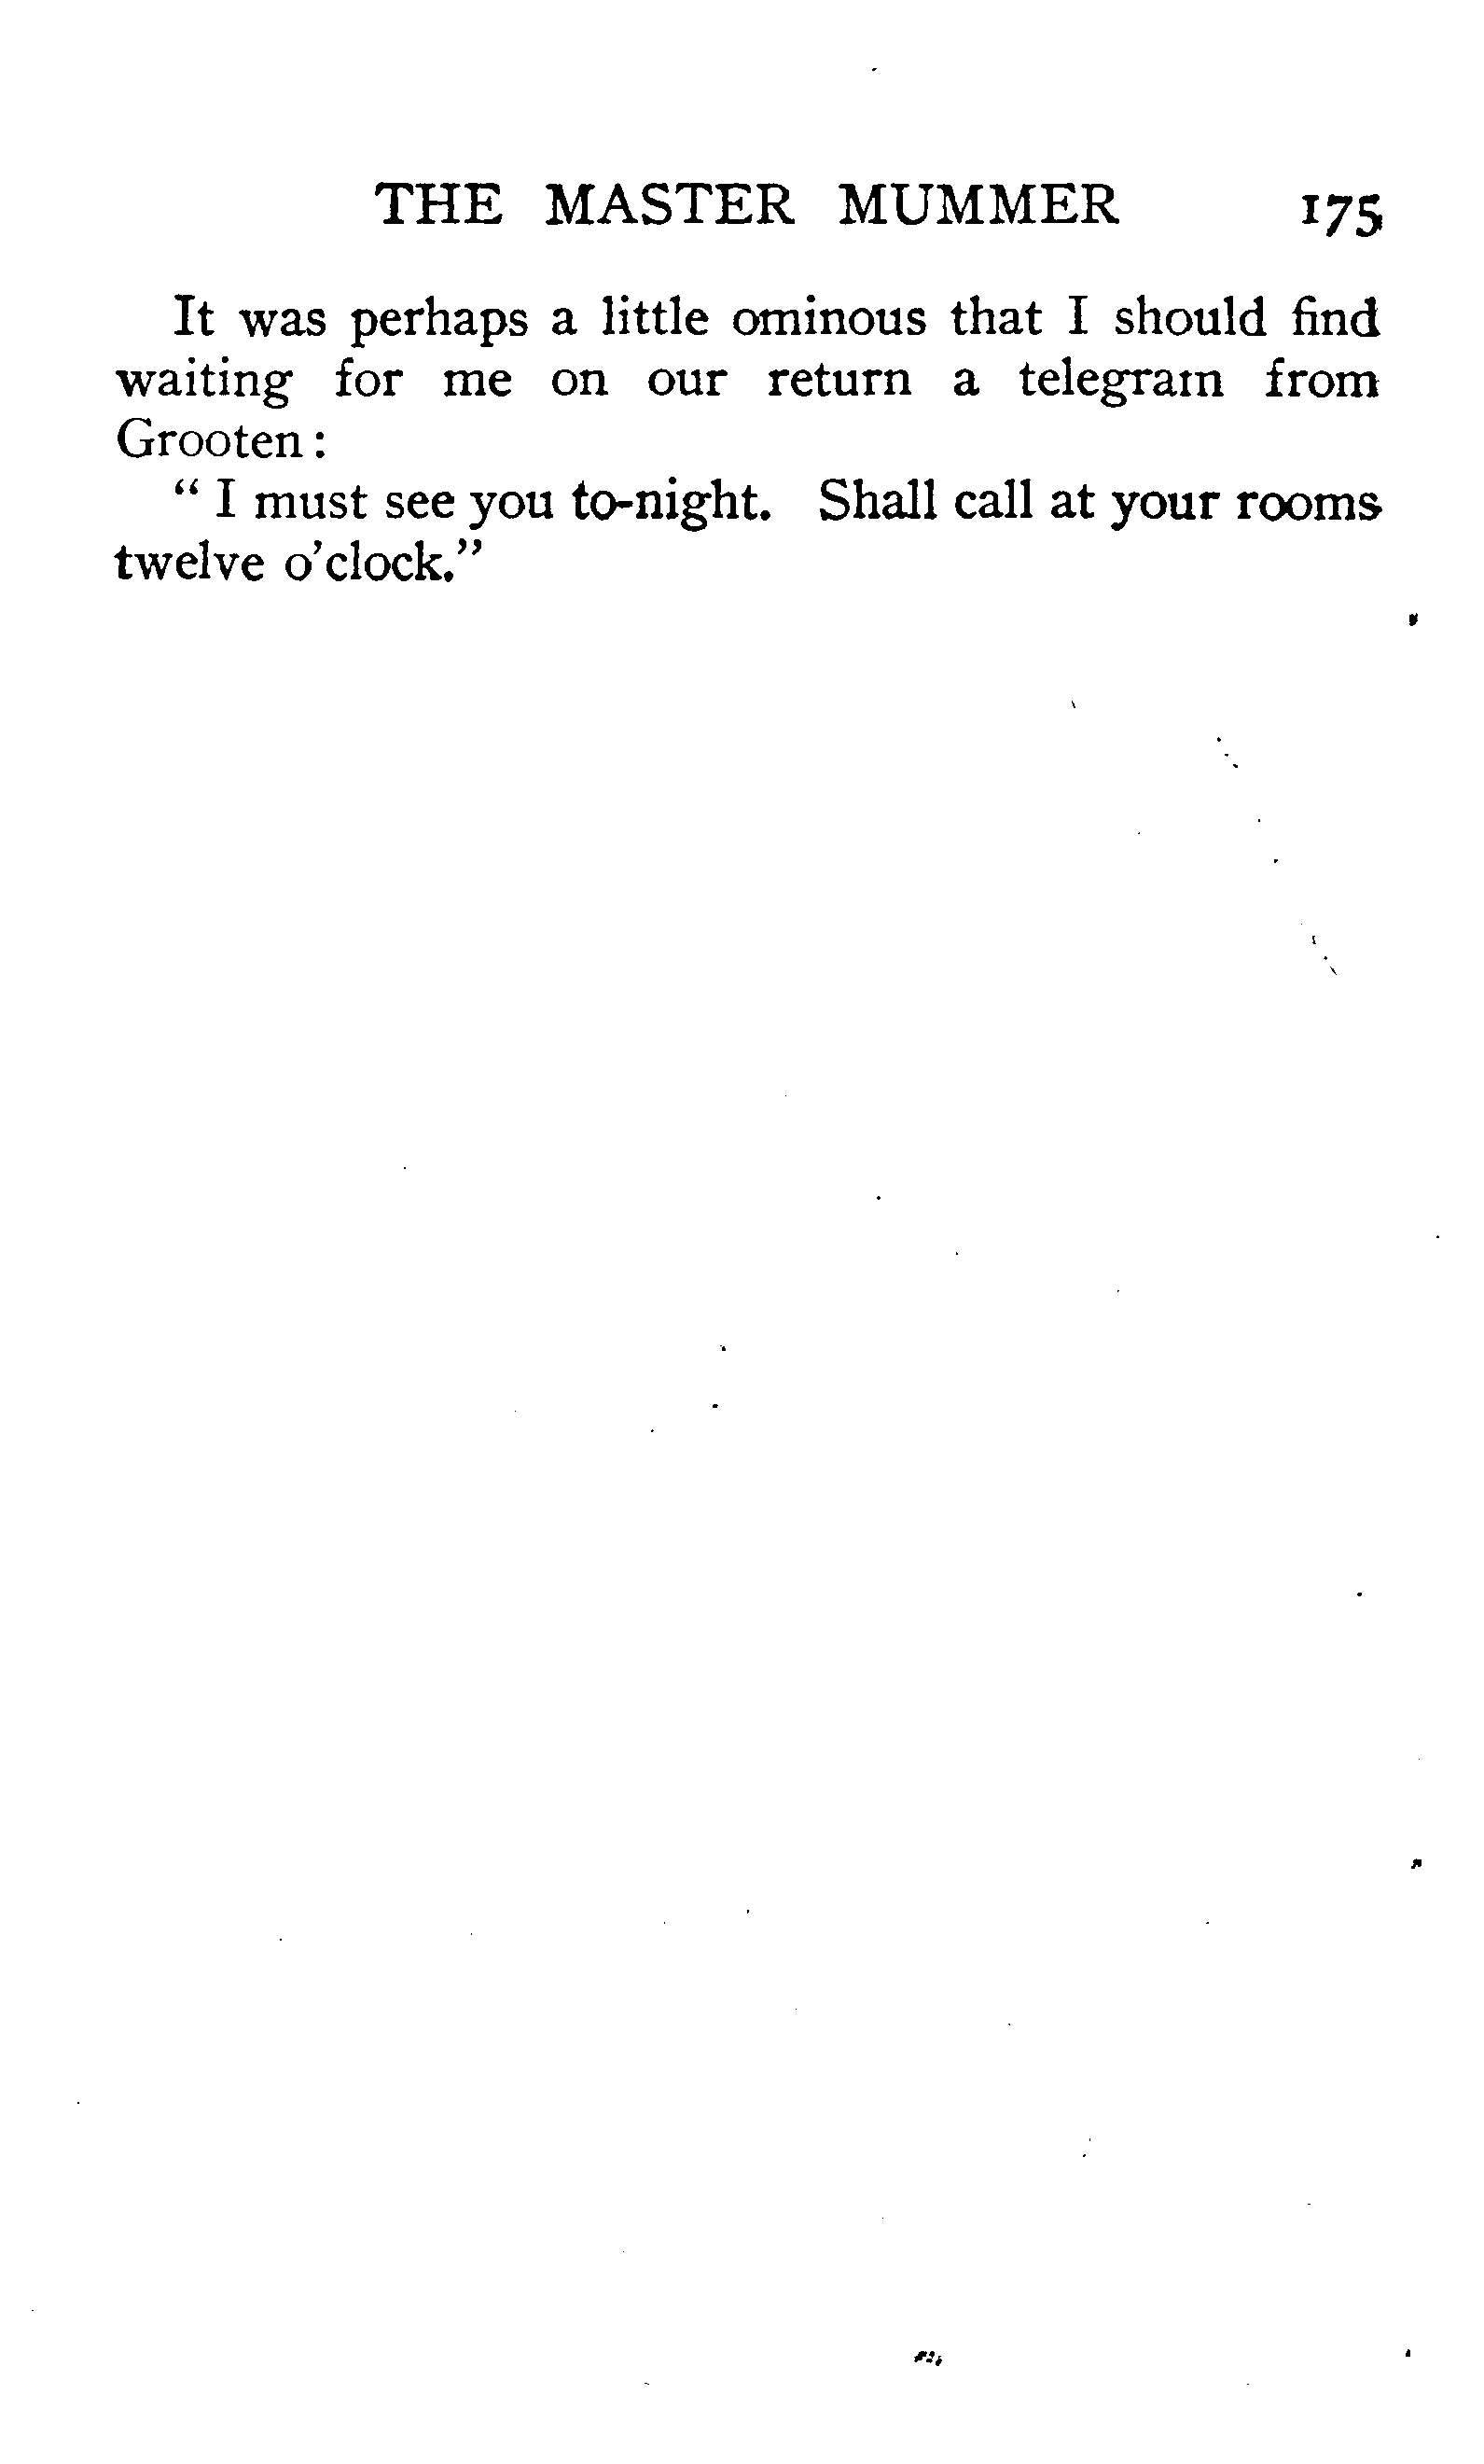 THE MASTER MUMMER 175
It was perhaps a little ominous that I should find
waiting for me on our return a telegram from
Grooten :
" I must see you to-night. Shall call at your rooms
twelve o'clock."